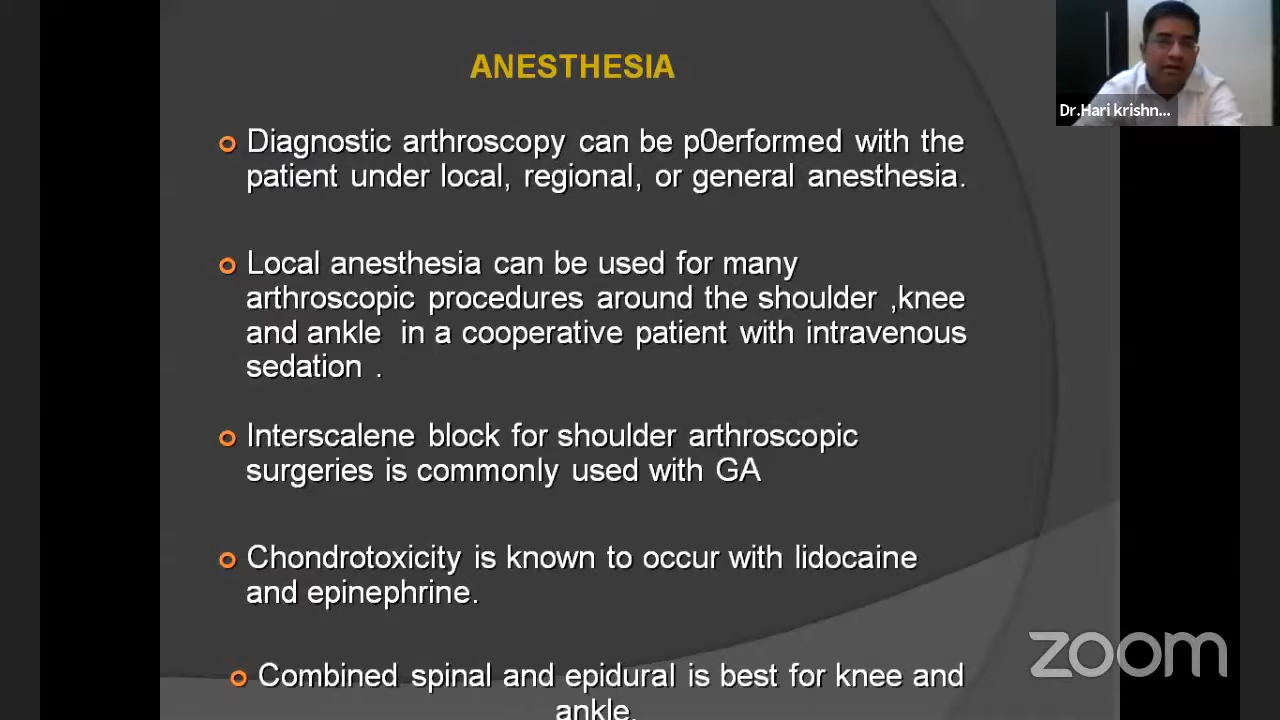 ANESTHESIA
Diagnostic arthroscopy can be p0erformed with the
patient under local, regional, or general anesthesia.
Local anesthesia can be used for many
arthroscopic procedures around the shoulder ,knee
and ankle in a cooperative patient with intravenous
sedation .
Interscalene block for shoulder arthroscopic
surgeries is commonly used with GA
Chondrotoxicity is known to occur with lidocaine
and epinephrine.
Combined spinal and epidural is best for knee and
ankle.
Dr.Hari krishn...
zoom